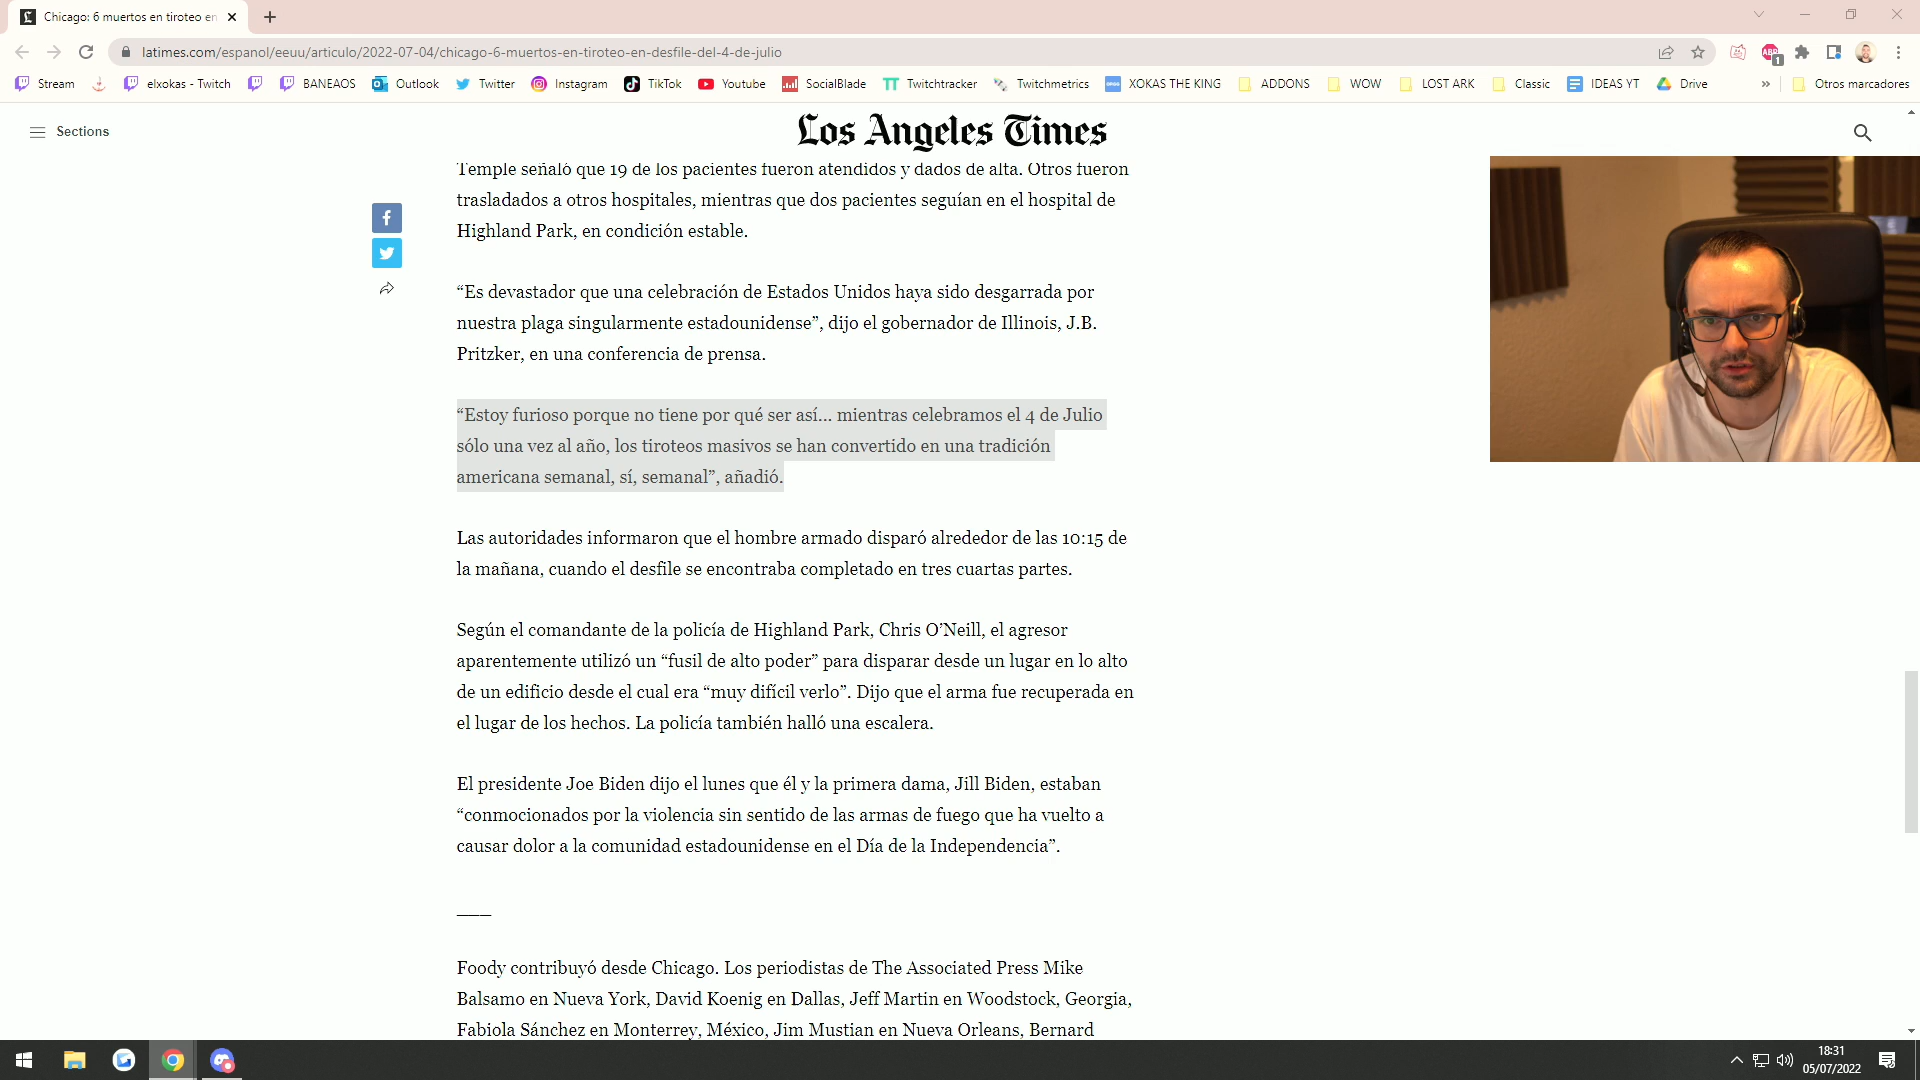 Chicago: 6 muertos en tiroteo en
latimes.com/espanol/eeuu/articulo/2022-07-04/chicago-6-muertos-en-tiroteo-en-desfile-del-4-de-julio
ABP 1
Stream elxokas - Twitch BANEAOS Outlook Twitter Instagram TikTok Youtube SocialBlade Twitchtracker Twitchmetrics XOKAS THE KING ADDONS WOW LOST ARK Classic IDEAS YT Drive » Otros marcadores
Sections
Los Angeles Times
Temple señaló que 19 de los pacientes fueron atendidos y dados de alta. Otros fueron
trasladados a otros hospitales, mientras que dos pacientes seguían en el hospital de
Highland Park, en condición estable.
“Es devastador que una celebración de Estados Unidos haya sido desgarrada por
nuestra plaga singularmente estadounidense”, dijo el gobernador de Illinois, J.B.
Pritzker, en una conferencia de prensa.
“Estoy furioso porque no tiene por qué ser así... mientras celebramos el 4 de Julio
sólo una vez al año, los tiroteos masivos se han convertido en una tradición
americana semanal, sí, semanal”, añadió.
Las autoridades informaron que el hombre armado disparó alrededor de las 10:15 de
la mañana, cuando el desfile se encontraba completado en tres cuartas partes.
Según el comandante de la policía de Highland Park, Chris O’Neill, el agresor
aparentemente utilizó un “fusil de alto poder” para disparar desde un lugar en lo alto
de un edificio desde el cual era “muy difícil verlo”. Dijo que el arma fue recuperada en
el lugar de los hechos. La policía también halló una escalera.
El presidente Joe Biden dijo el lunes que él y la primera dama, Jill Biden, estaban
“conmocionados por la violencia sin sentido de las armas de fuego que ha vuelto a
causar dolor a la comunidad estadounidense en el Día de la Independencia”.
___
Foody contribuyó desde Chicago. Los periodistas de The Associated Press Mike
Balsamo en Nueva York, David Koenig en Dallas, Jeff Martin en Woodstock, Georgia,
Fabiola Sánchez en Monterrey, México, Jim Mustian en Nueva Orleans, Bernard
18:31
05/07/2022